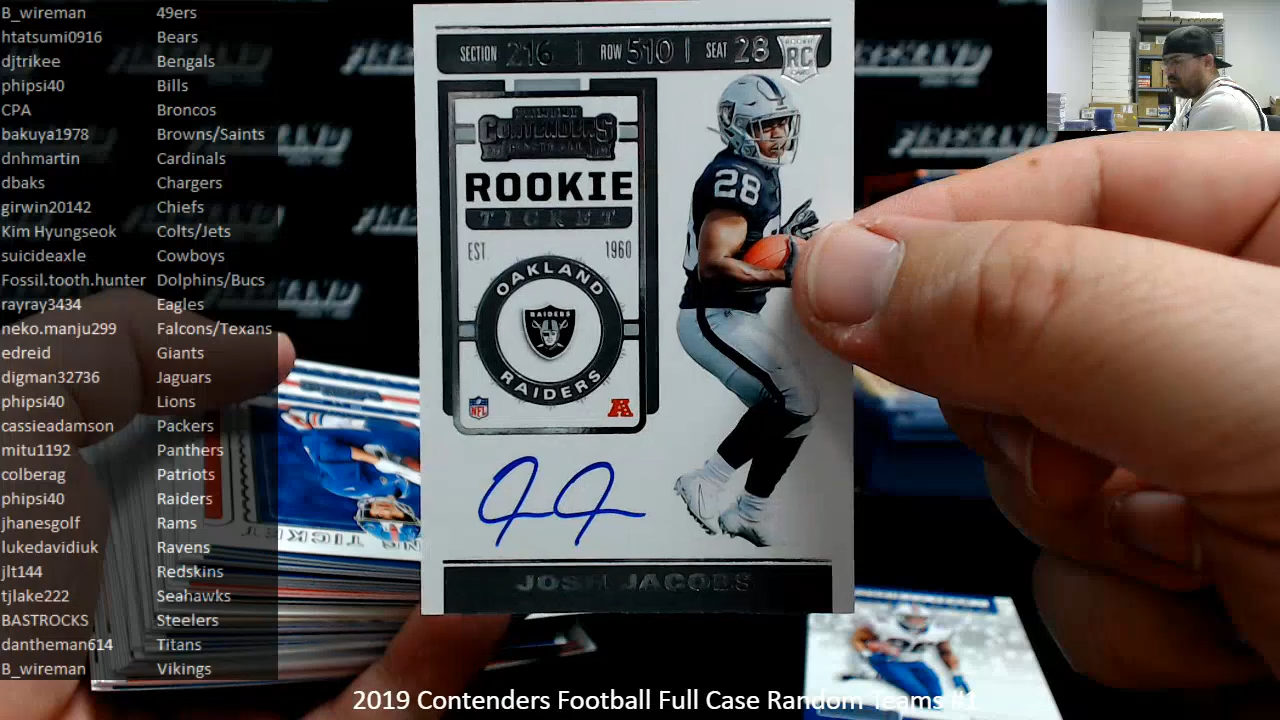 B_wireman 49ers
htatsumi0916 Bears
djtrikee Bengals
phipsi40 Bills
CPA Broncos
bakuya1978 Browns/Saints
dnhmartin Cardinals
dbaks Chargers
girwin20142 Chiefs
Kim Hyungseok Colts/Jets
suicideaxle Cowboys
Fossil.tooth.hunter Dolphins/Bucs
rayray3434 Eagles
neko.manju299 Falcons/Texans
edreid Giants
digman32736 Jaguars
phipsi40 Lions
cassieadamson Packers
mitu1192 Panthers
colberag Patriots
phipsi40 Raiders
jhanesgolf Rams
lukedavidiuk Ravens
jlt144 Redskins
tjlake222 Seahawks
BASTROCKS Steelers
dantheman614 Titans
B_wireman Vikings
SECTION 216 | ROW 510 | SEAT 28
ROOKIE
RC
CONTENDERS
ROOKIE
TICKET
EST. 1960
OAKLAND
RAIDERS
RAIDERS
NFL
28
JOSH JACOBS
TICKET
2019 Contenders Football Full Case Random Teams #1